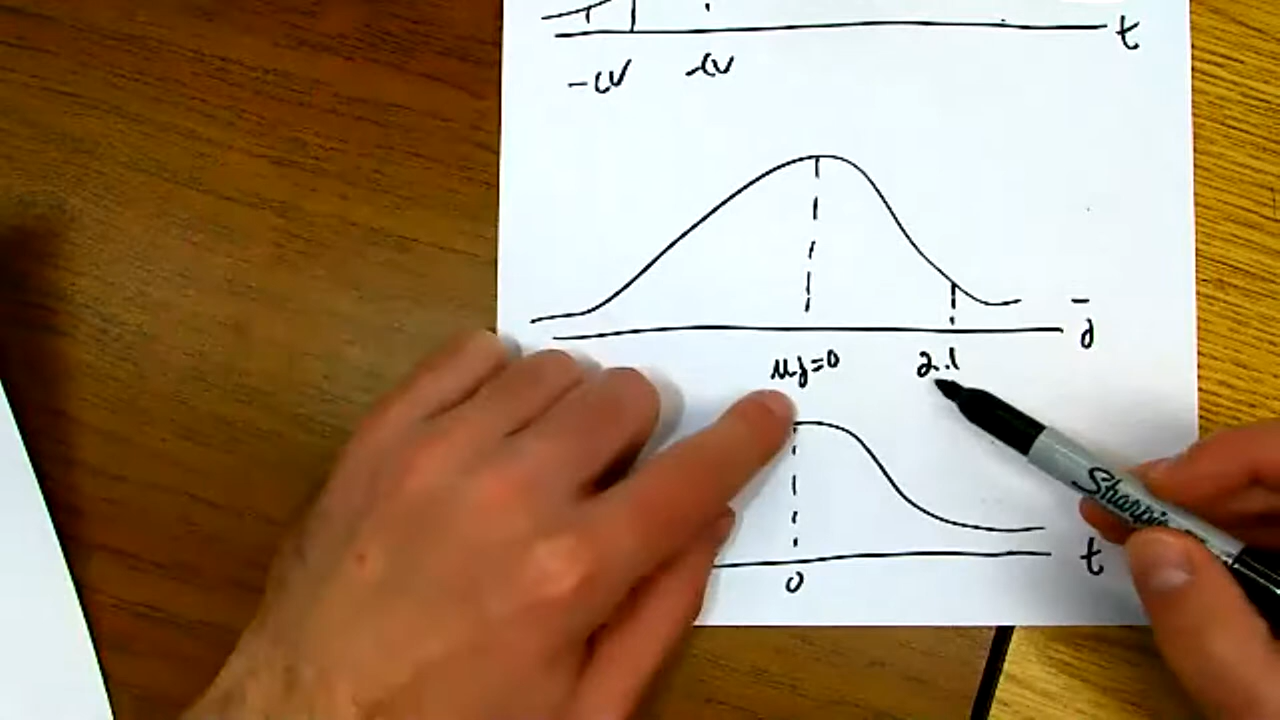 t
-cv -cv
d̄
μd=0 2.1
Sharpie
0 t